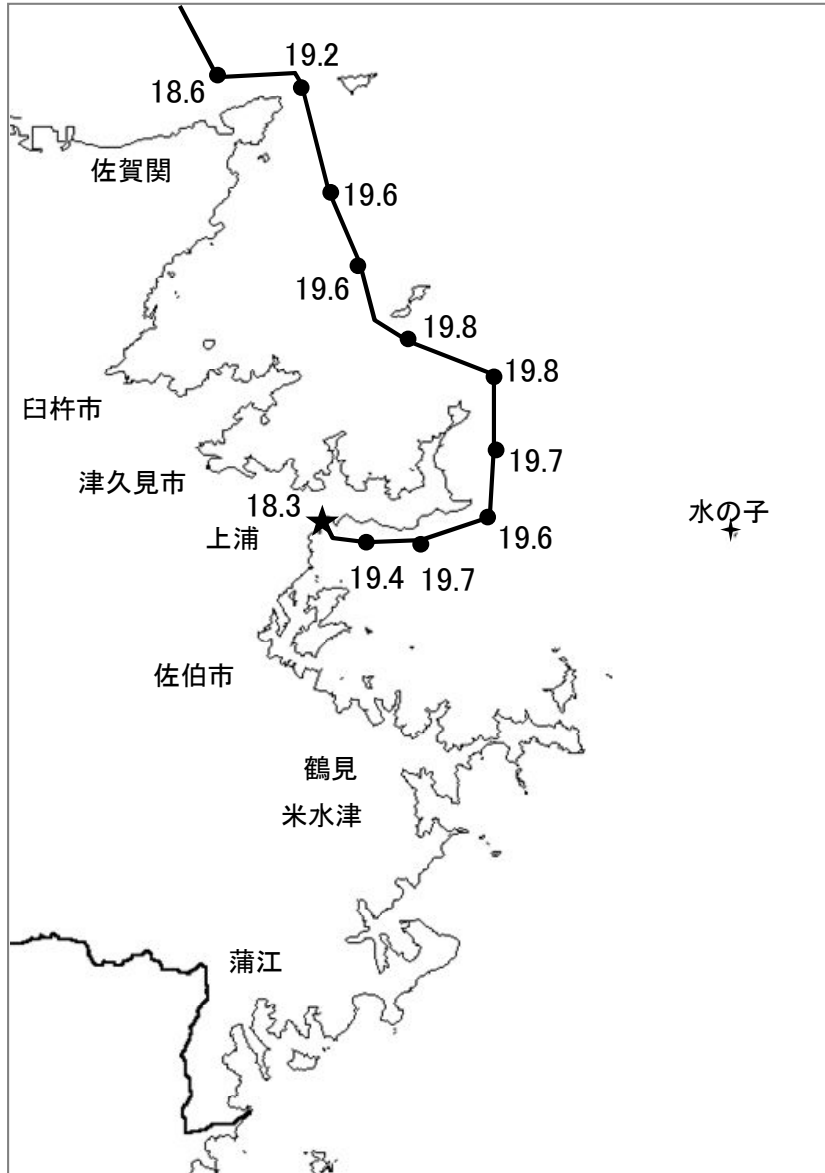 19.2
18.6
佐賀関
19.6
19.6
19.8
19.8
臼杵市
19.7
津久見市
18.3
水の子
上浦
19.6
19.4
19.7
佐伯市
鶴見
米水津
蒲江